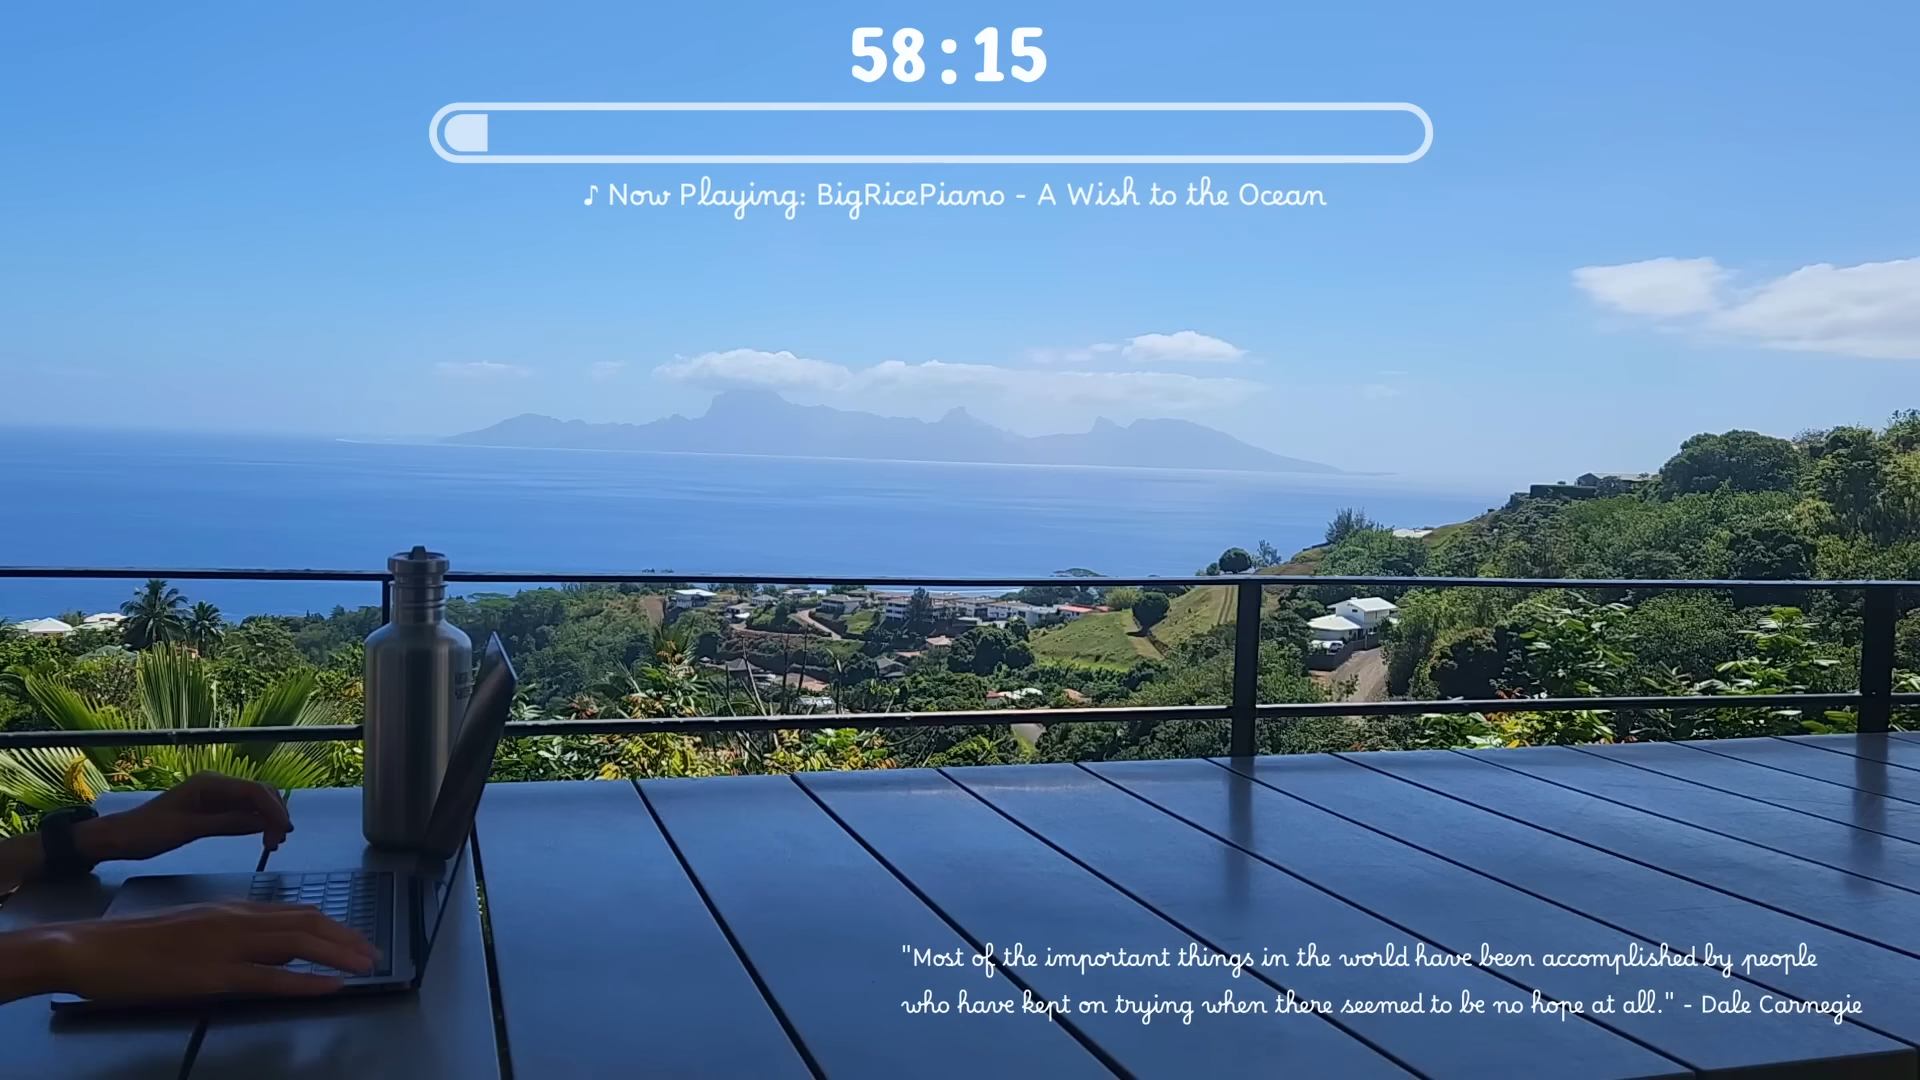 58:15
♪ Now Playing: BigRicePiano - A Wish to the Ocean
"Most of the important things in the world have been accomplished by people
who have kept on trying when there seemed to be no hope at all." - Dale Carnegie